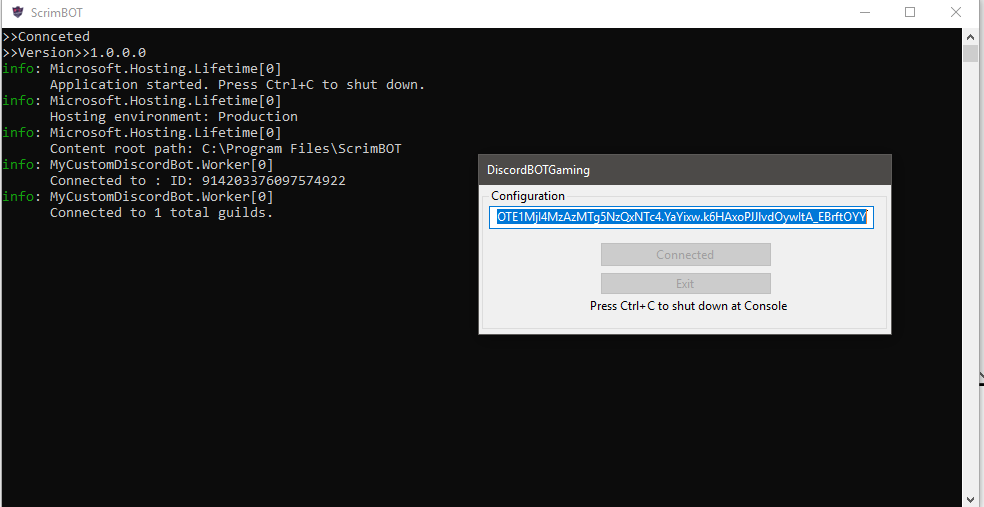 ScrimBOT
>>Connceted
>>Version>>1.0.0.0
info: Microsoft.Hosting.Lifetime[0]
Application started. Press Ctrl+C to shut down.
info: Microsoft.Hosting.Lifetime[0]
Hosting environment: Production
info: Microsoft.Hosting.Lifetime[0]
Content root path: C:\Program Files\ScrimBOT
info: MyCustomDiscordBot.Worker[0]
Connected to : ID: 914203376097574922
info: MyCustomDiscordBot.Worker[0]
Connected to 1 total guilds.
DiscordBOTGaming
Configuration
Connected
Exit
Press Ctrl+C to shut down at Console